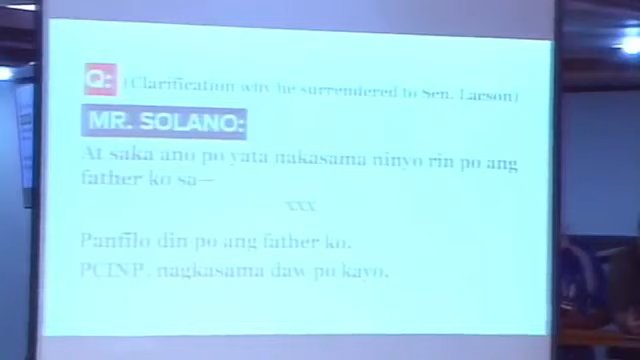 Q: (Clarification why he surrendered to Sen. Lacson)
MR. SOLANO:
At saka ano po yata nakasama ninyo rin po ang
father ko sa—
xxx
Panfilo din po ang father ko.
PCINP. nagkasama daw po kayo.